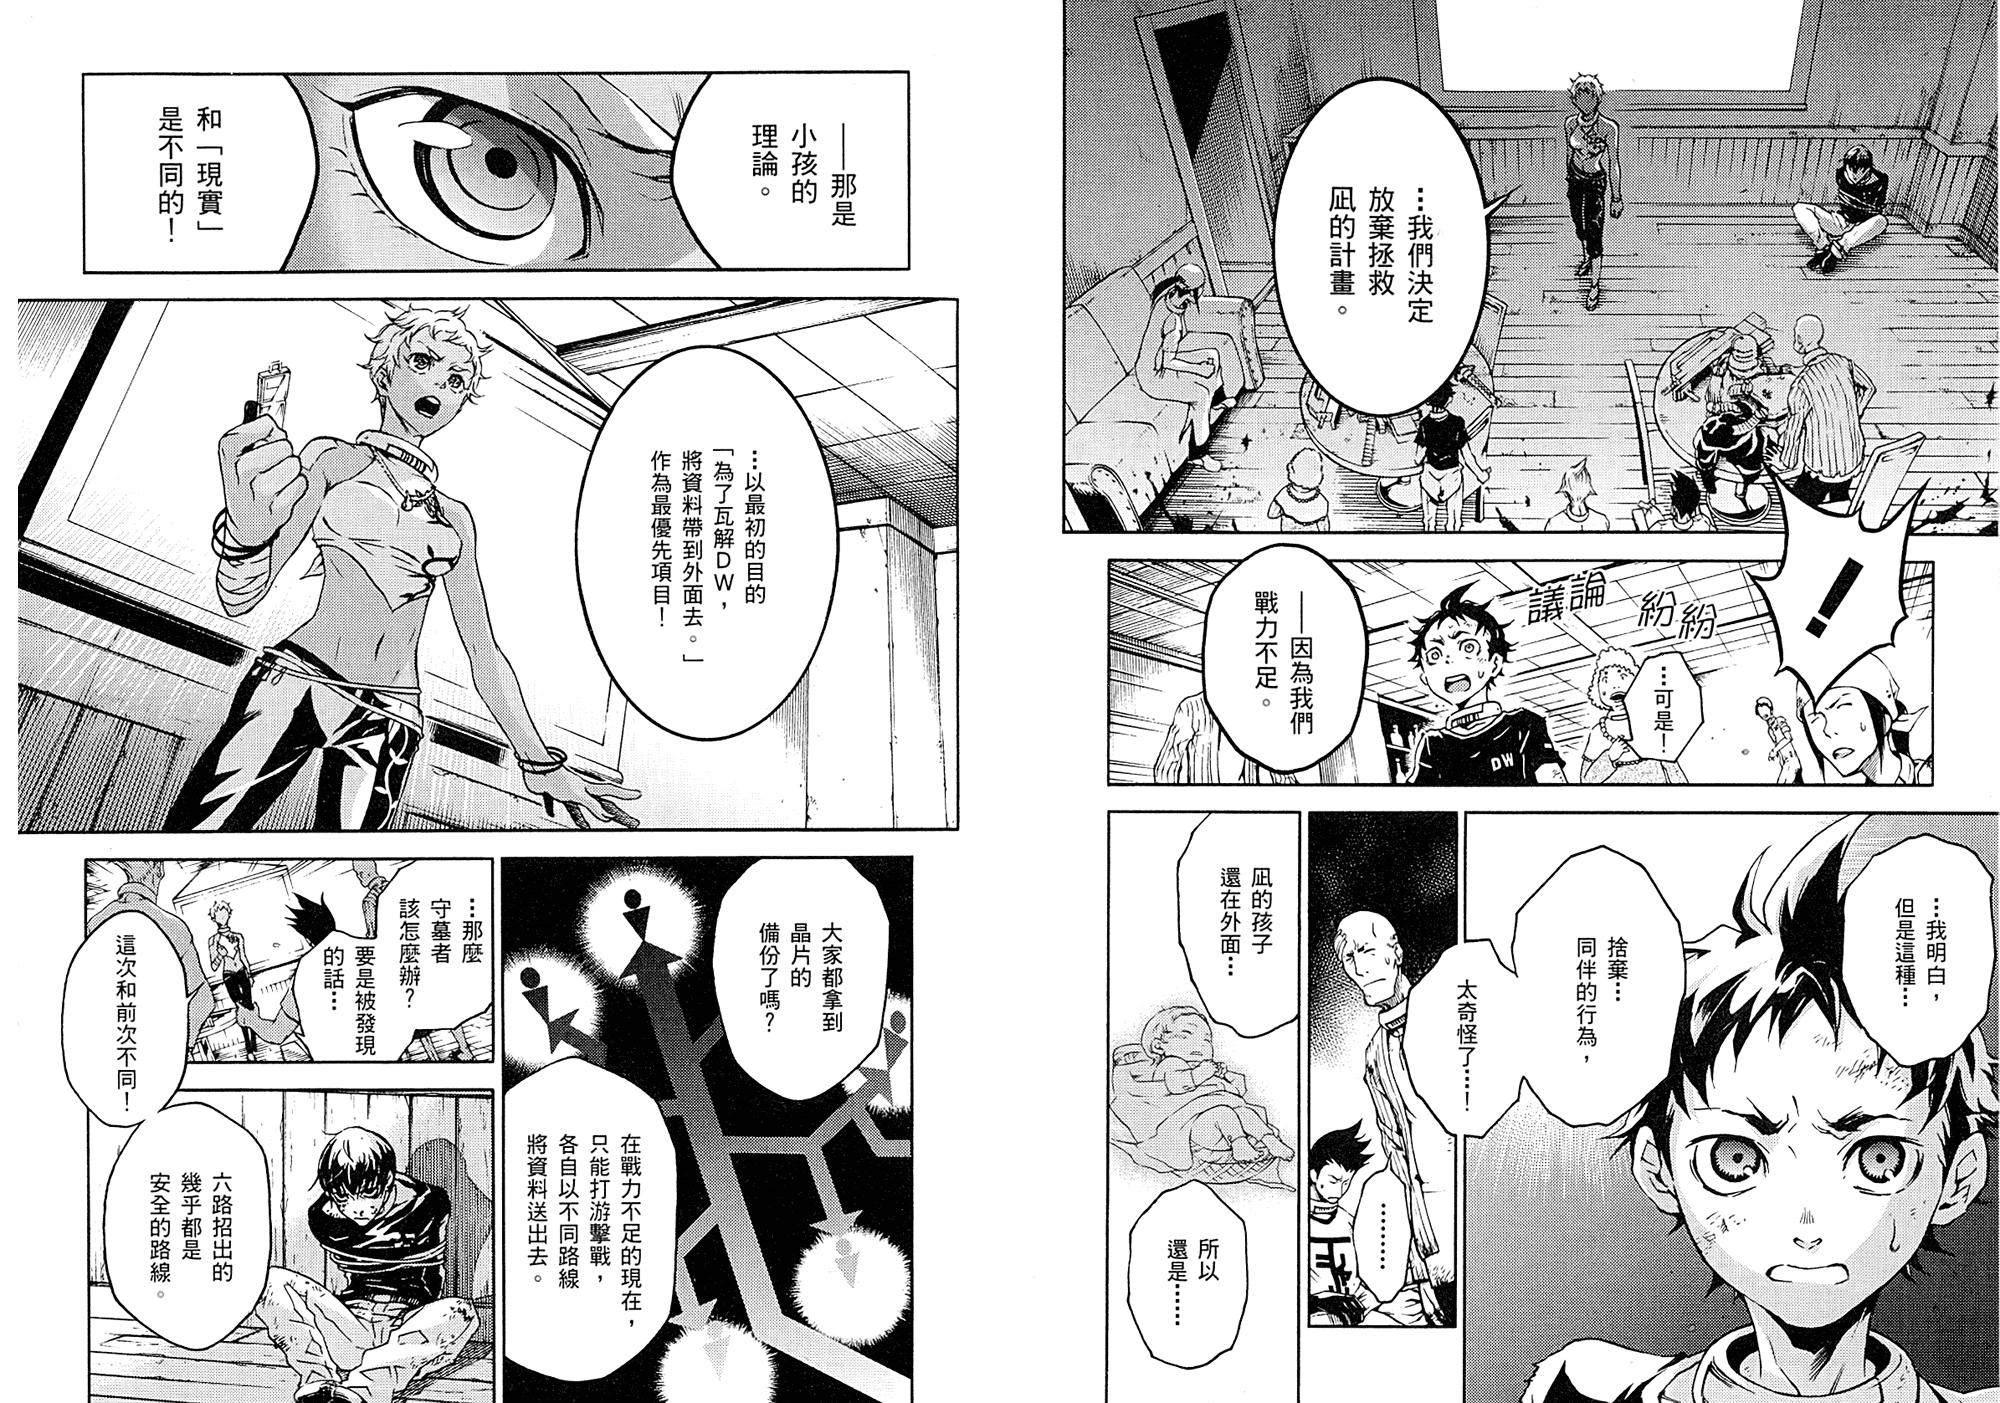 …我們決定
放棄拯救
凪的計畫。
！
議論
紛紛
…可是！
——因為我們
戰力不足。
DW
…我明白，
但是這種…
捨棄…
同伴的行為，
太奇怪了…！
………
凪的孩子
還在外面…
所以
還是……
——那是
小孩的
理論。
和「現實」
是不同的！
…以最初的目的
「為了瓦解DW，
將資料帶到外面去。」
作為最優先項目！
大家都拿到
晶片的
備份了嗎？
在戰力不足的現在，
只能打游擊戰，
各自以不同路線
將資料送出去。
…那麼
守墓者
該怎麼辦？
要是被發現
的話…
這次和前次不同！
六路招出的
幾乎都是
安全的路線。